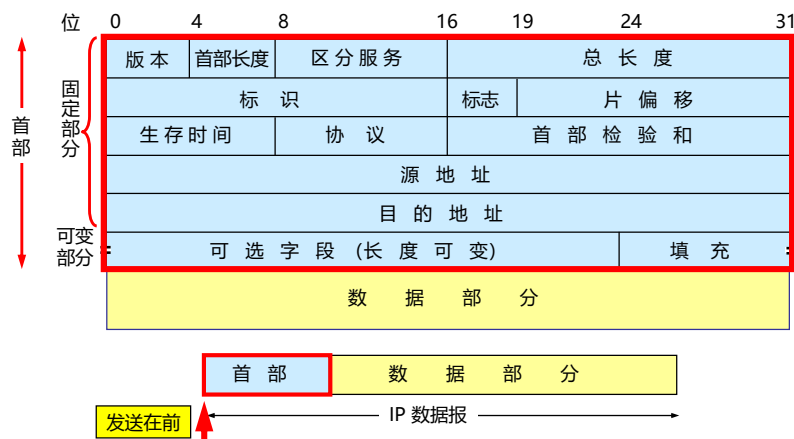 位 0 4 8 16 19 24 31
版本 首部长度 区分服务 总长度
标识 标志 片偏移
生存时间 协议 首部检验和
源地址
目的地址
可选字段 (长度可变) 填充
首部
固定部分
可变部分
数据部分
首部 数据部分
发送在前 IP 数据报